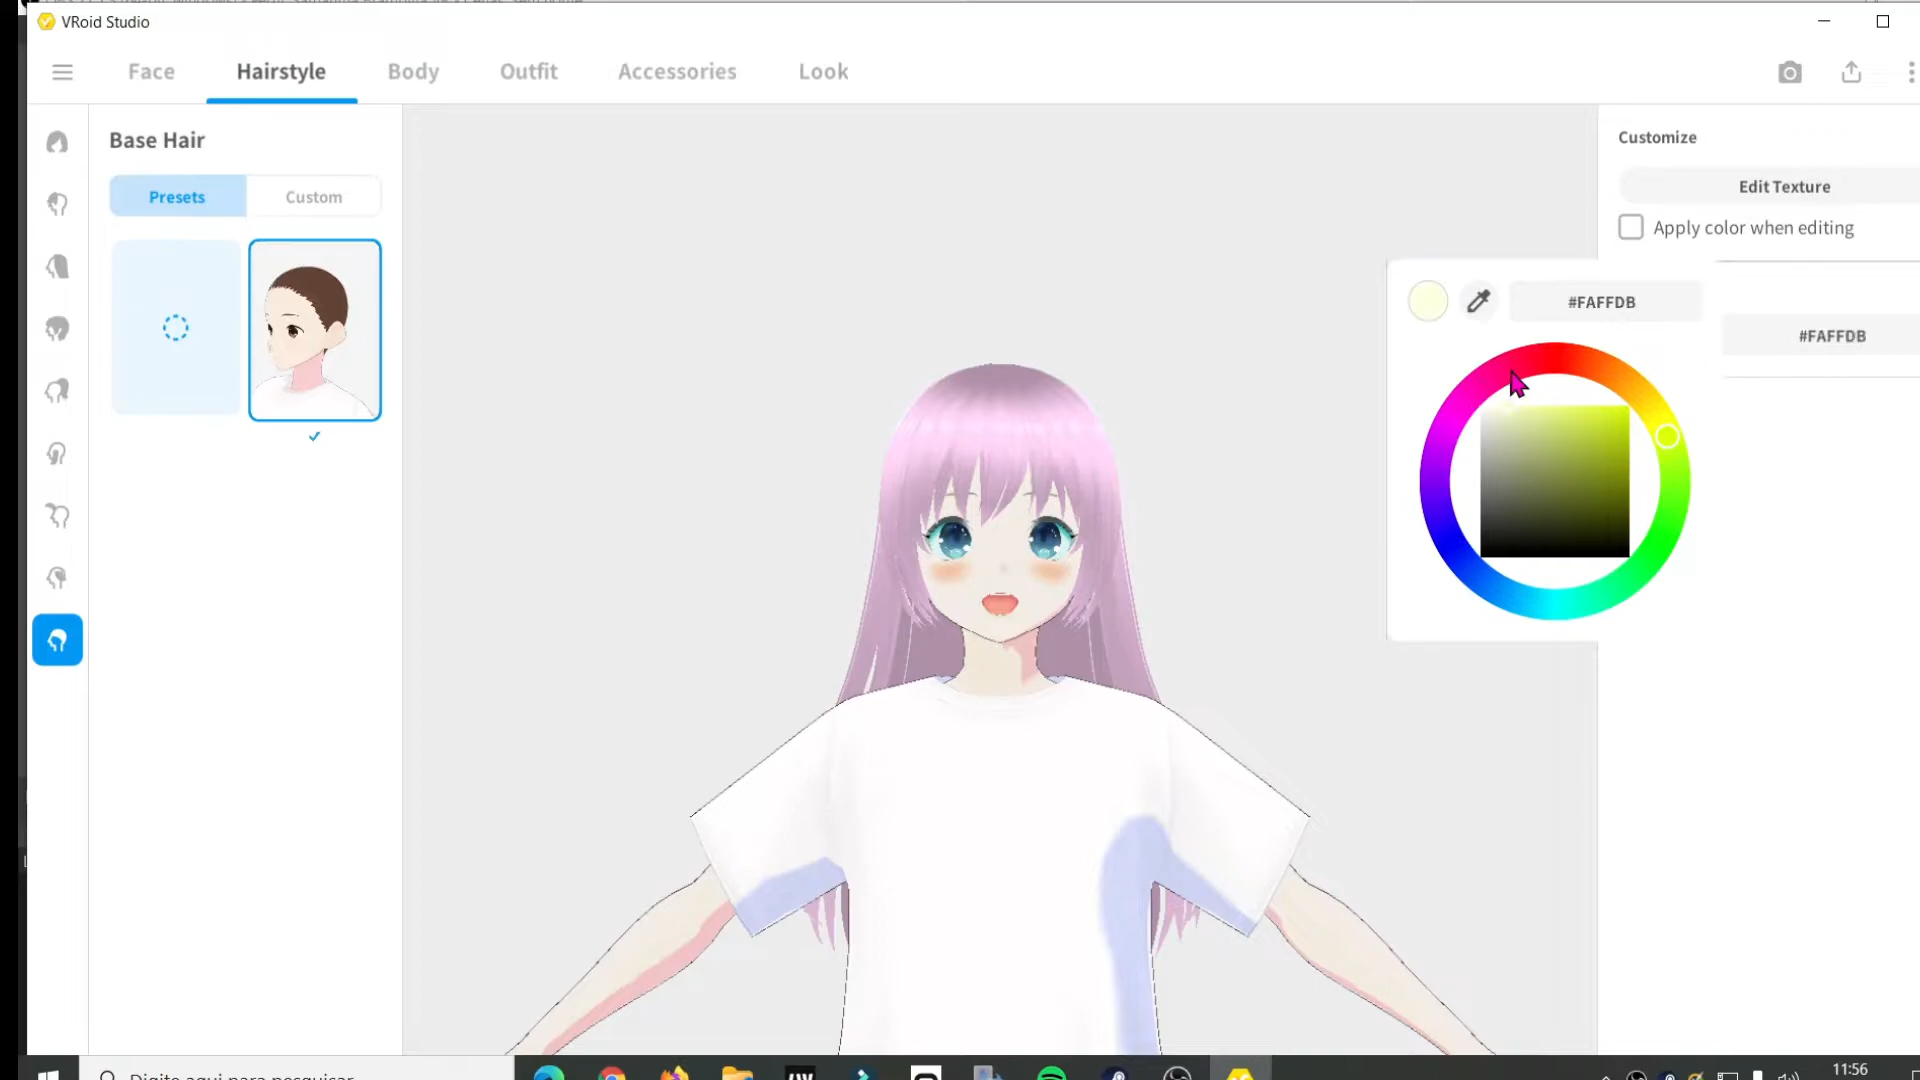 VRoid Studio
Face Hairstyle Body Outfit Accessories Look
Base Hair
Presets Custom
Customize
Edit Texture
Apply color when editing
#FAFFDB
#FAFFDB
Digite aqui para pesquisar
11:56